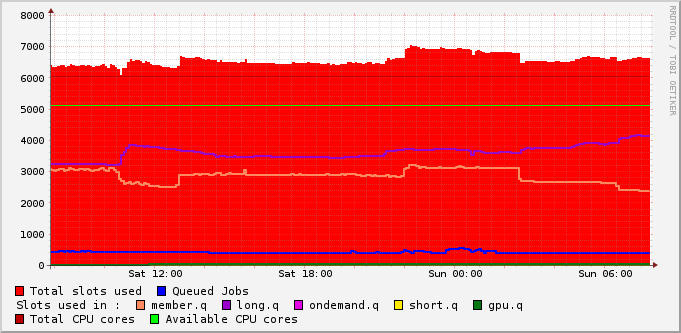 8000
7000
6000
5000
4000
3000
2000
1000
0
Sat 12:00 Sat 18:00 Sun 00:00 Sun 06:00
Total slots used Queued Jobs
Slots used in : member.q long.q ondemand.q short.q gpu.q
Total CPU cores Available CPU cores
RRDTOOL / TOBI OETIKER